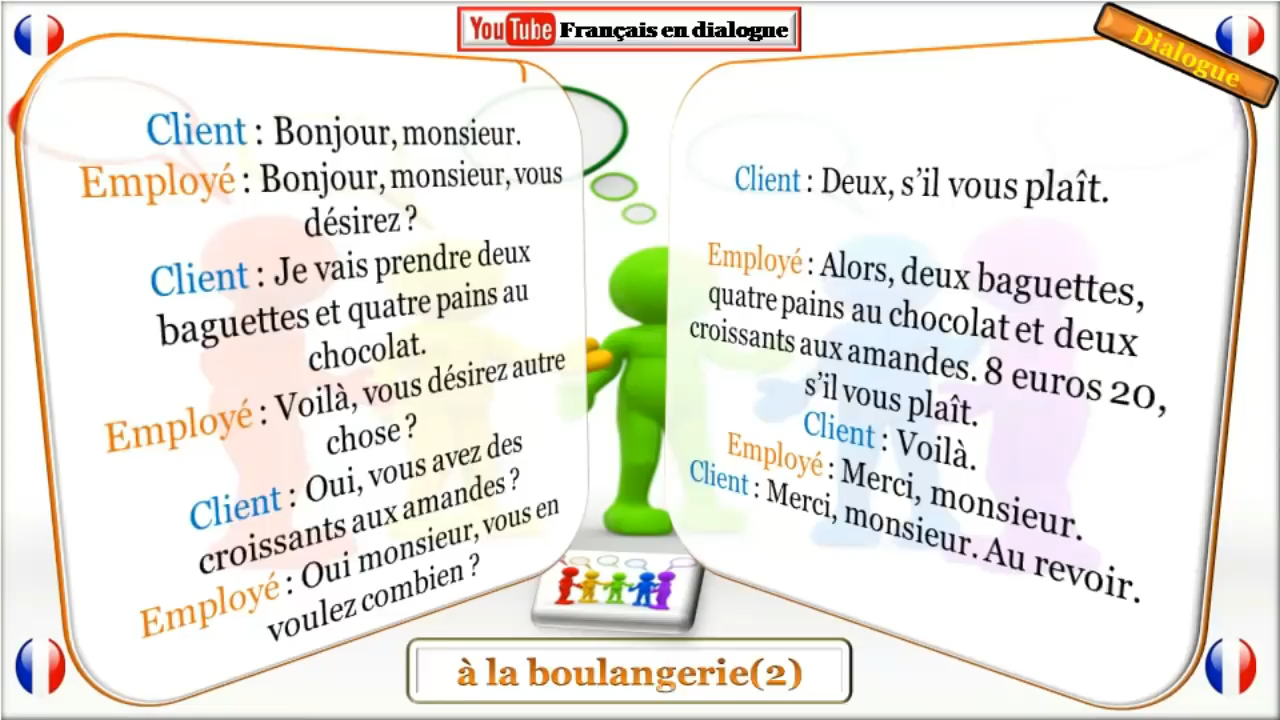 YouTube Français en dialogue
Dialogue
Client : Bonjour, monsieur.
Employé : Bonjour, monsieur, vous
désirez ?
Client : Je vais prendre deux
baguettes et quatre pains au
chocolat.
Employé : Voilà, vous désirez autre
chose ?
Client : Oui, vous avez des
croissants aux amandes ?
Employé : Oui monsieur, vous en
voulez combien ?
Client : Deux, s’il vous plaît.
Employé : Alors, deux baguettes,
quatre pains au chocolat et deux
croissants aux amandes. 8 euros 20,
s’il vous plaît.
Client : Voilà.
Employé : Merci, monsieur.
Client : Merci, monsieur. Au revoir.
à la boulangerie(2)